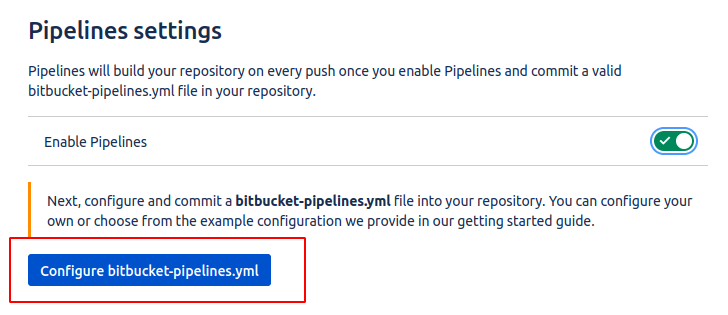 Pipelines settings
Pipelines will build your repository on every push once you enable Pipelines and commit a valid
bitbucket-pipelines.yml file in your repository.
Enable Pipelines
Next, configure and commit a bitbucket-pipelines.yml file into your repository. You can configure your
own or choose from the example configuration we provide in our getting started guide.
Configure bitbucket-pipelines.yml